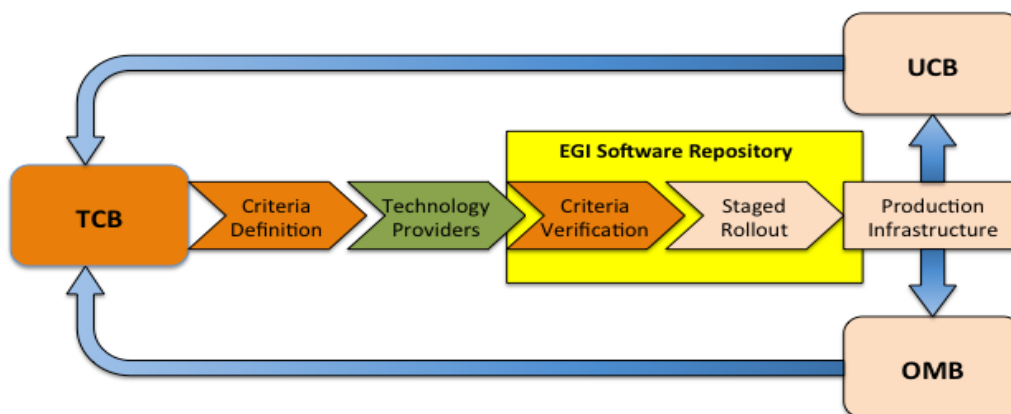 UCB
EGI Software Repository
TCB
Criteria
Definition
Technology
Providers
Criteria
Verification
Staged
Rollout
Production
Infrastructure
OMB